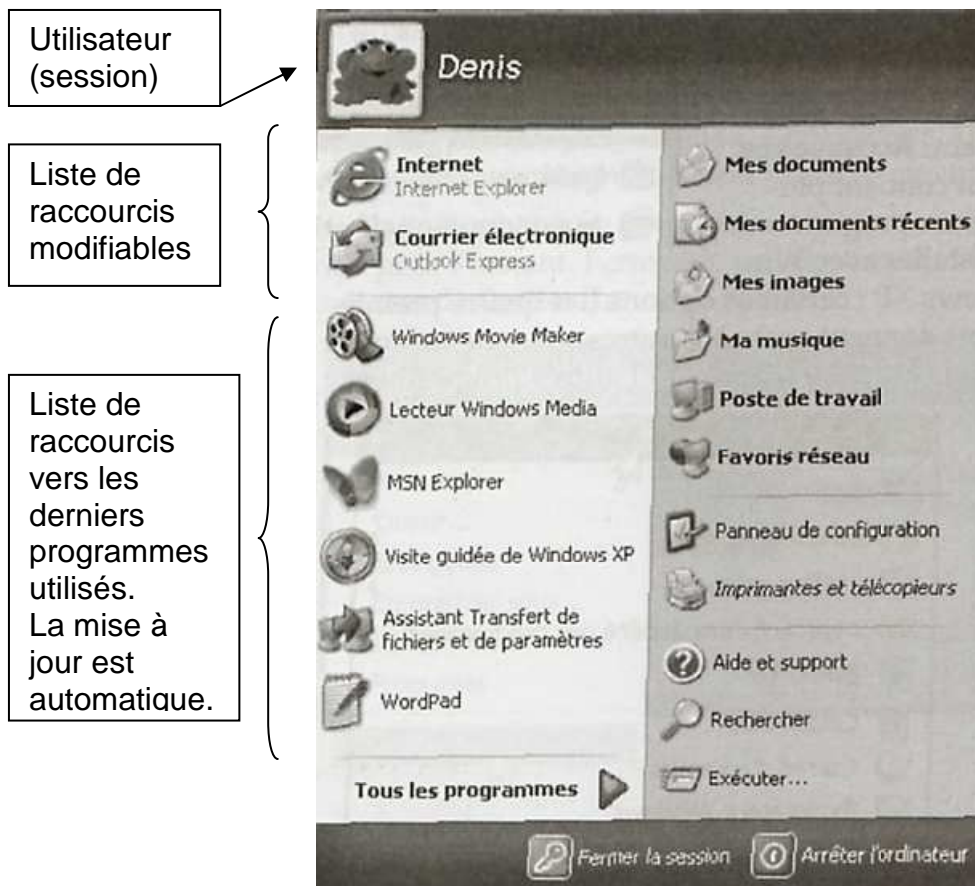 Utilisateur
(session)
Liste de
raccourcis
modifiables
Liste de
raccourcis
vers les
derniers
programmes
utilisés.
La mise à
jour est
automatique.
Denis
Internet
Internet Explorer
Courrier électronique
Outlook Express
Windows Movie Maker
Lecteur Windows Media
MSN Explorer
Visite guidée de Windows XP
Assistant Transfert de
fichiers et de paramètres
WordPad
Tous les programmes
Mes documents
Mes documents récents
Mes images
Ma musique
Poste de travail
Favoris réseau
Panneau de configuration
Imprimantes et télécopieurs
Aide et support
Rechercher
Exécuter...
Fermer la session
Arrêter l'ordinateur